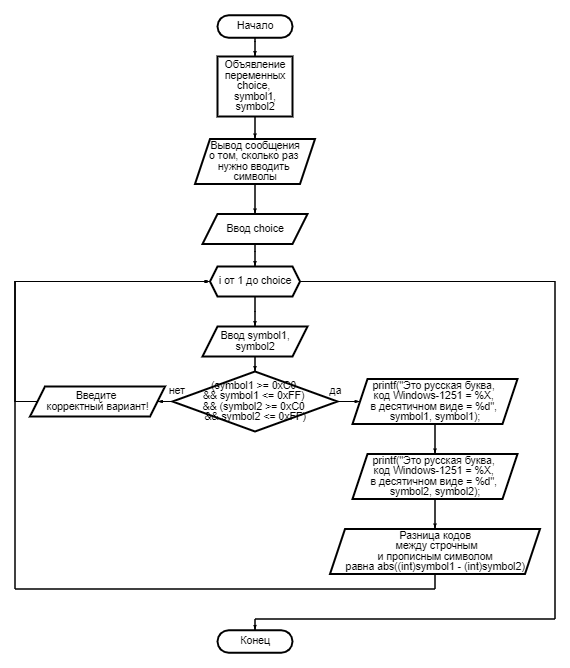 Начало
Объявление
переменных
choice,
symbol1,
symbol2
Вывод сообщения
о том, сколько раз
нужно вводить
символы
Ввод choice
i от 1 до choice
Ввод symbol1,
symbol2
(symbol1 >= 0xC0
&& symbol1 <= 0xFF)
&& (symbol2 >= 0xC0
&& symbol2 <= 0xFF)
нет
да
Введите
корректный вариант!
printf("Это русская буква,
код Windows-1251 = %X,
в десятичном виде = %d",
symbol1, symbol1);
printf("Это русская буква,
код Windows-1251 = %X,
в десятичном виде = %d",
symbol2, symbol2);
Разница кодов
между строчным
и прописным символом
равна abs((int)symbol1 - (int)symbol2)
Конец